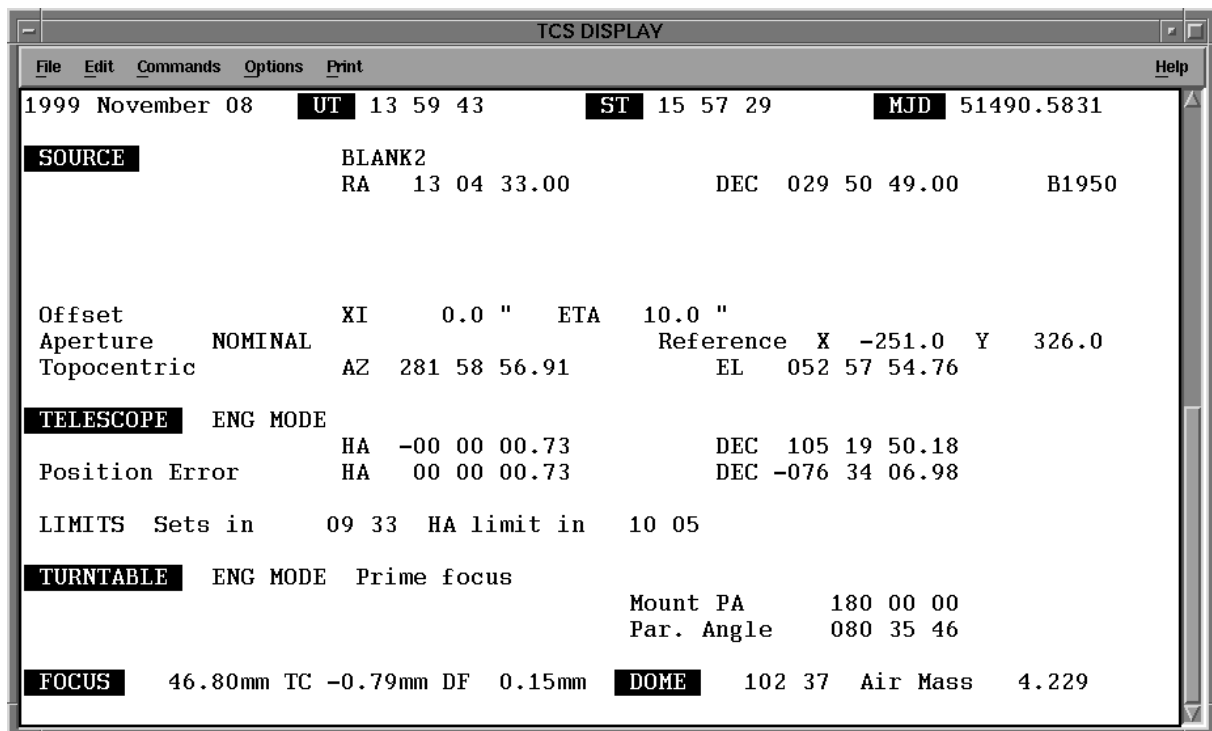 TCS DISPLAY
File Edit Commands Options Print Help
1999 November 08 UT 13 59 43 ST 15 57 29 MJD 51490.5831
SOURCE BLANK2
RA 13 04 33.00 DEC 029 50 49.00 B1950
Offset XI 0.0 " ETA 10.0 "
Aperture NOMINAL Reference X -251.0 Y 326.0
Topocentric AZ 281 58 56.91 EL 052 57 54.76
TELESCOPE ENG MODE
HA -00 00 00.73 DEC 105 19 50.18
Position Error HA 00 00 00.73 DEC -076 34 06.98
LIMITS Sets in 09 33 HA limit in 10 05
TURNTABLE ENG MODE Prime focus
Mount PA 180 00 00
Par. Angle 080 35 46
FOCUS 46.80mm TC -0.79mm DF 0.15mm DOME 102 37 Air Mass 4.229